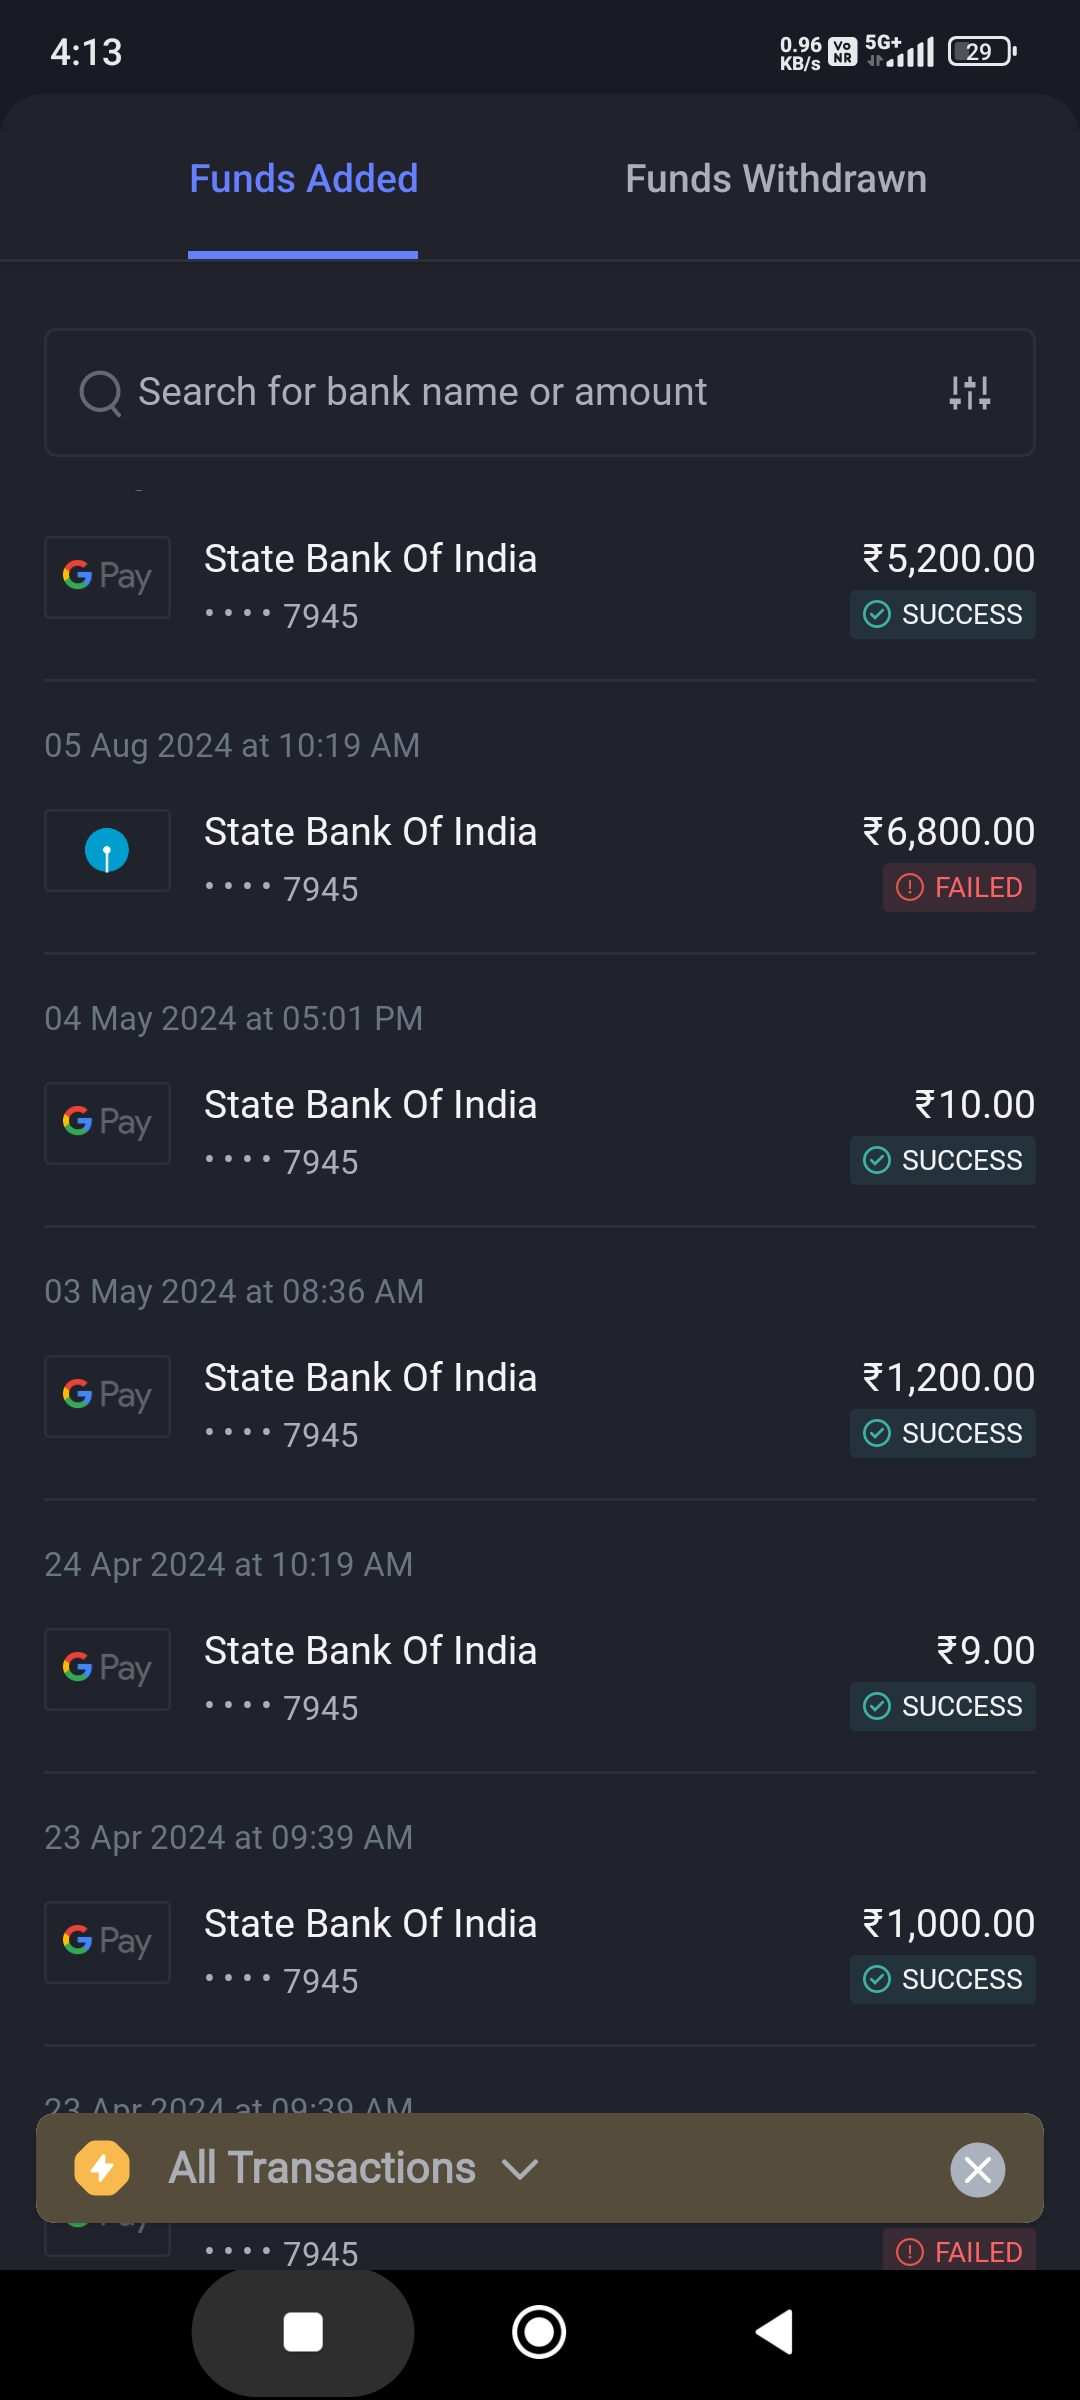 4:13
0.96 KB/s Vo NR 5G+ 29
Funds Added
Funds Withdrawn
Search for bank name or amount
G Pay
State Bank Of India
₹5,200.00
•••• 7945
SUCCESS
05 Aug 2024 at 10:19 AM
State Bank Of India
₹6,800.00
•••• 7945
FAILED
04 May 2024 at 05:01 PM
G Pay
State Bank Of India
₹10.00
•••• 7945
SUCCESS
03 May 2024 at 08:36 AM
G Pay
State Bank Of India
₹1,200.00
•••• 7945
SUCCESS
24 Apr 2024 at 10:19 AM
G Pay
State Bank Of India
₹9.00
•••• 7945
SUCCESS
23 Apr 2024 at 09:39 AM
G Pay
State Bank Of India
₹1,000.00
•••• 7945
SUCCESS
23 Apr 2024 at 09:39 AM
All Transactions
•••• 7945
FAILED